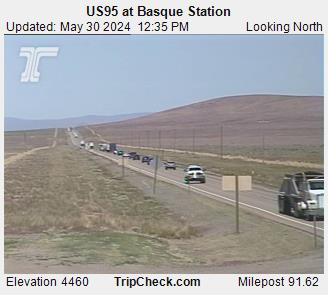 US95 at Basque Station
Updated: May 30 2024 12:35 PM Looking North
Elevation 4460 TripCheck.com Milepost 91.62